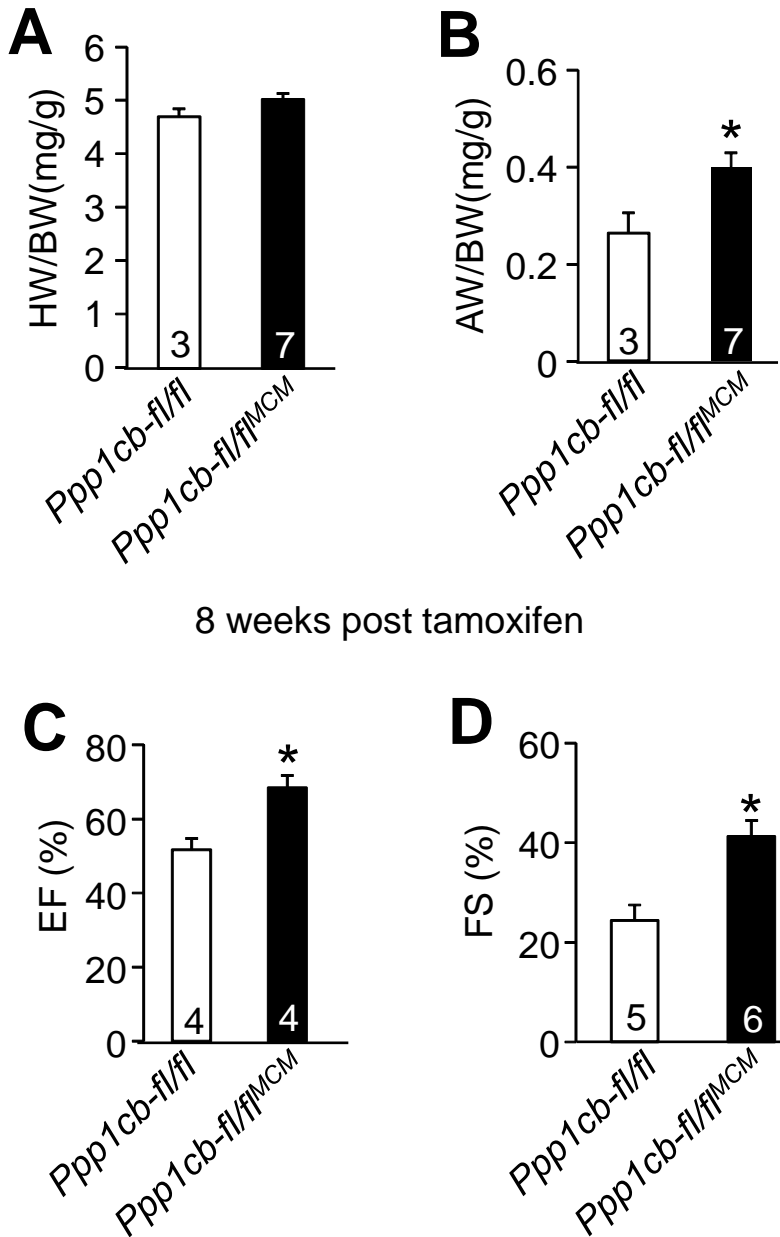 A
HW/BW(mg/g)
6
5
4
3
2
1
0
3
7
Ppp1cb-fl/fl
Ppp1cb-fl/flMCM
B
AW/BW(mg/g)
0.6
0.4
0.2
0
*
3
7
Ppp1cb-fl/fl
Ppp1cb-fl/flMCM
8 weeks post tamoxifen
C
EF (%)
80
60
40
20
0
*
4
4
Ppp1cb-fl/fl
Ppp1cb-fl/flMCM
D
FS (%)
60
40
20
0
*
5
6
Ppp1cb-fl/fl
Ppp1cb-fl/flMCM